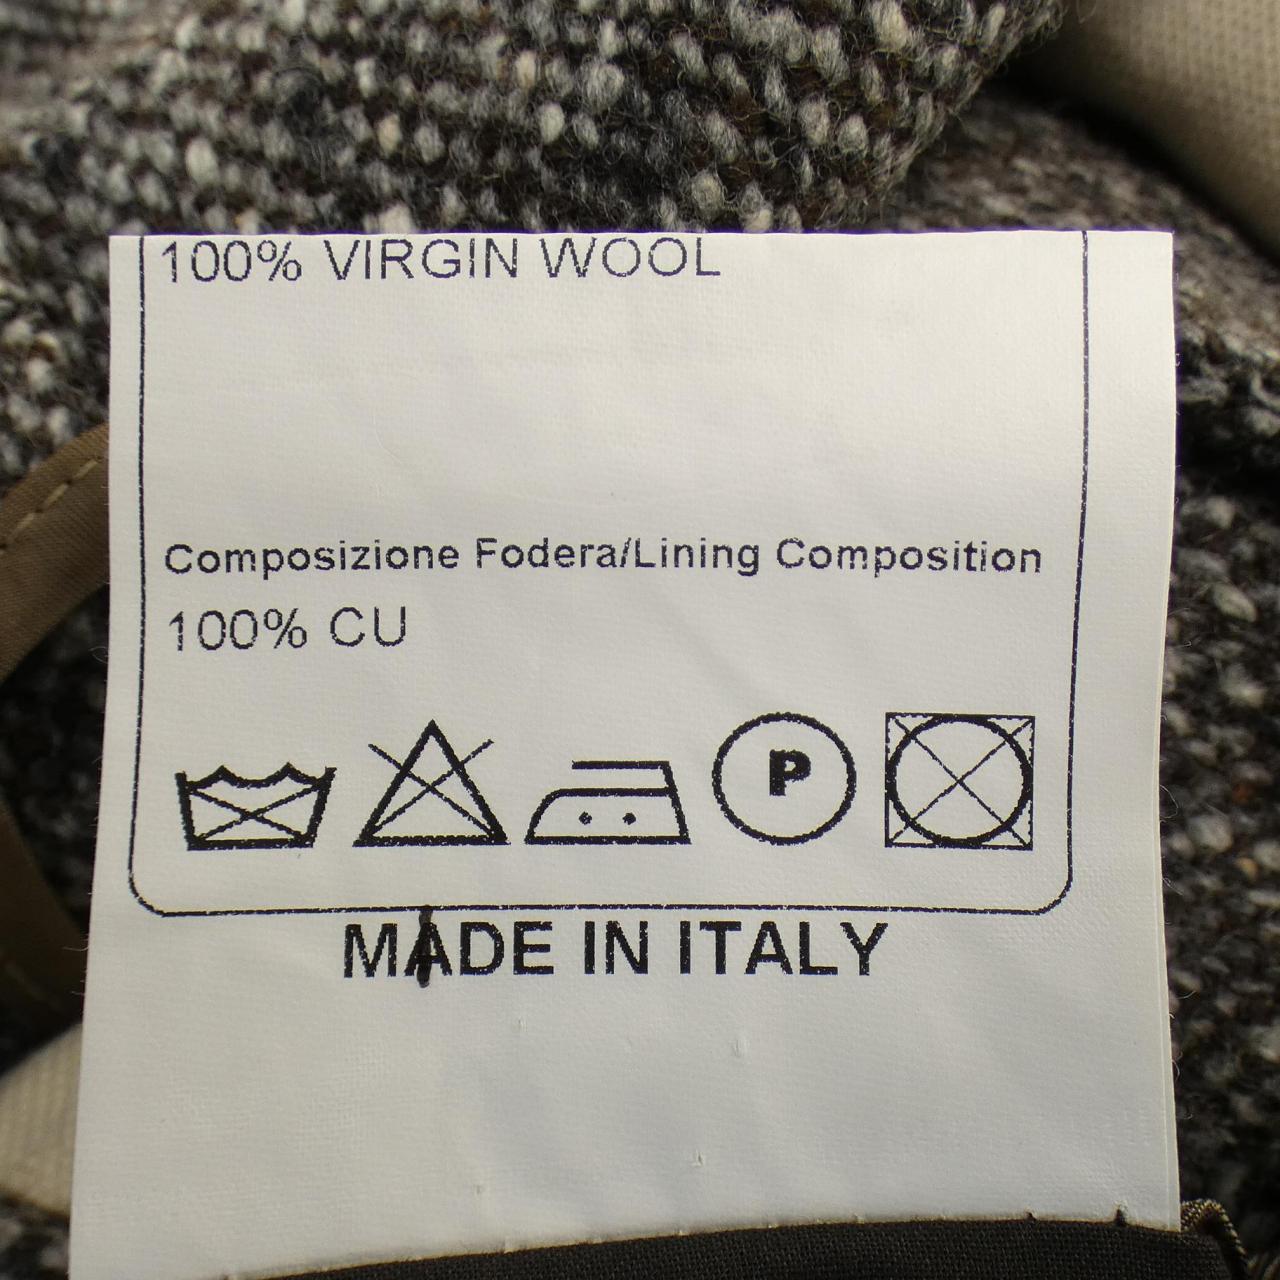 100% VIRGIN WOOL
Composizione Fodera/Lining Composition
100% CU
P
MADE IN ITALY